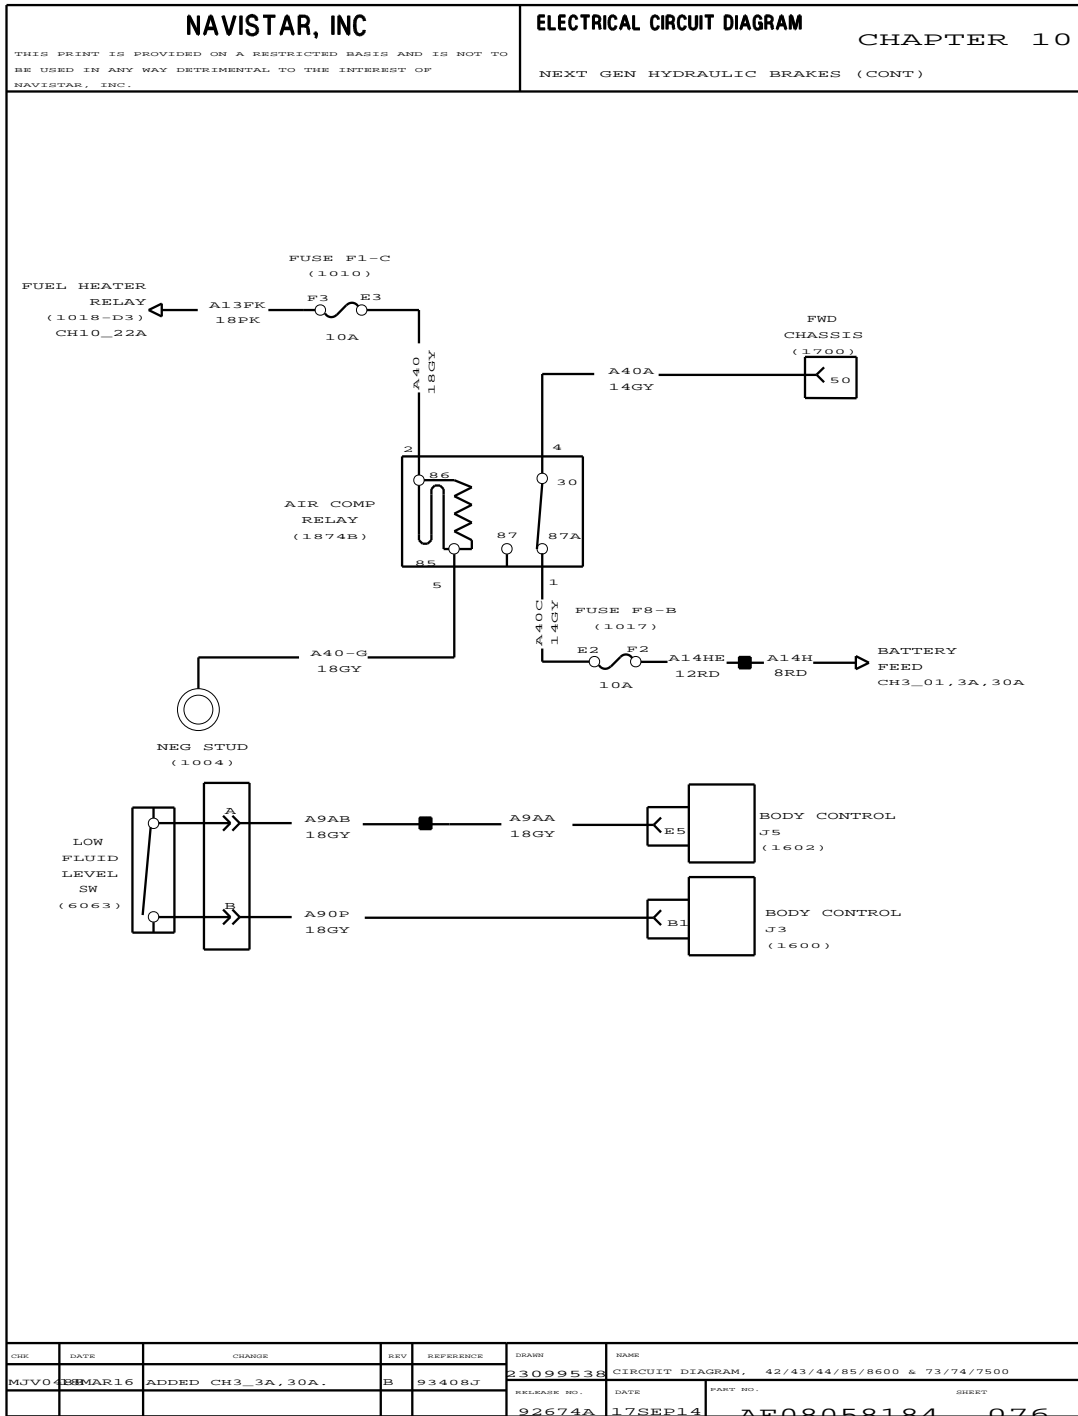 NAVISTAR, INC
THIS PRINT IS PROVIDED ON A RESTRICTED BASIS AND IS NOT TO
BE USED IN ANY WAY DETRIMENTAL TO THE INTEREST OF
NAVISTAR, INC.
ELECTRICAL CIRCUIT DIAGRAM
CHAPTER 10
NEXT GEN HYDRAULIC BRAKES (CONT)
FUSE F1-C
(1010)
FUEL HEATER
RELAY
(1018-D3)
CH10_22A
A13FK
18PK
F3
E3
10A
A40
18GY
FWD
CHASSIS
(1700)
50
A40A
14GY
2
4
86
30
AIR COMP
RELAY
(1874B)
87
87A
85
5
1
A40C
14GY
FUSE F8-B
(1017)
E2
F2
10A
A14HE
12RD
A14H
8RD
BATTERY
FEED
CH3_01,3A,30A
A40-G
18GY
NEG STUD
(1004)
LOW
FLUID
LEVEL
SW
(6063)
A
A9AB
18GY
A9AA
18GY
E5
BODY CONTROL
J5
(1602)
B
A90P
18GY
B1
BODY CONTROL
J3
(1600)
CHK
DATE
CHANGE
REV
REFERENCE
DRAWN
NAME
ADDED CH3_3A,30A.
B
93408J
23099538
CIRCUIT DIAGRAM, 42/43/44/85/8600 & 73/74/7500
RELEASE NO.
DATE
PART NO.
SHEET
92674A
17SEP14
AE08058184
076